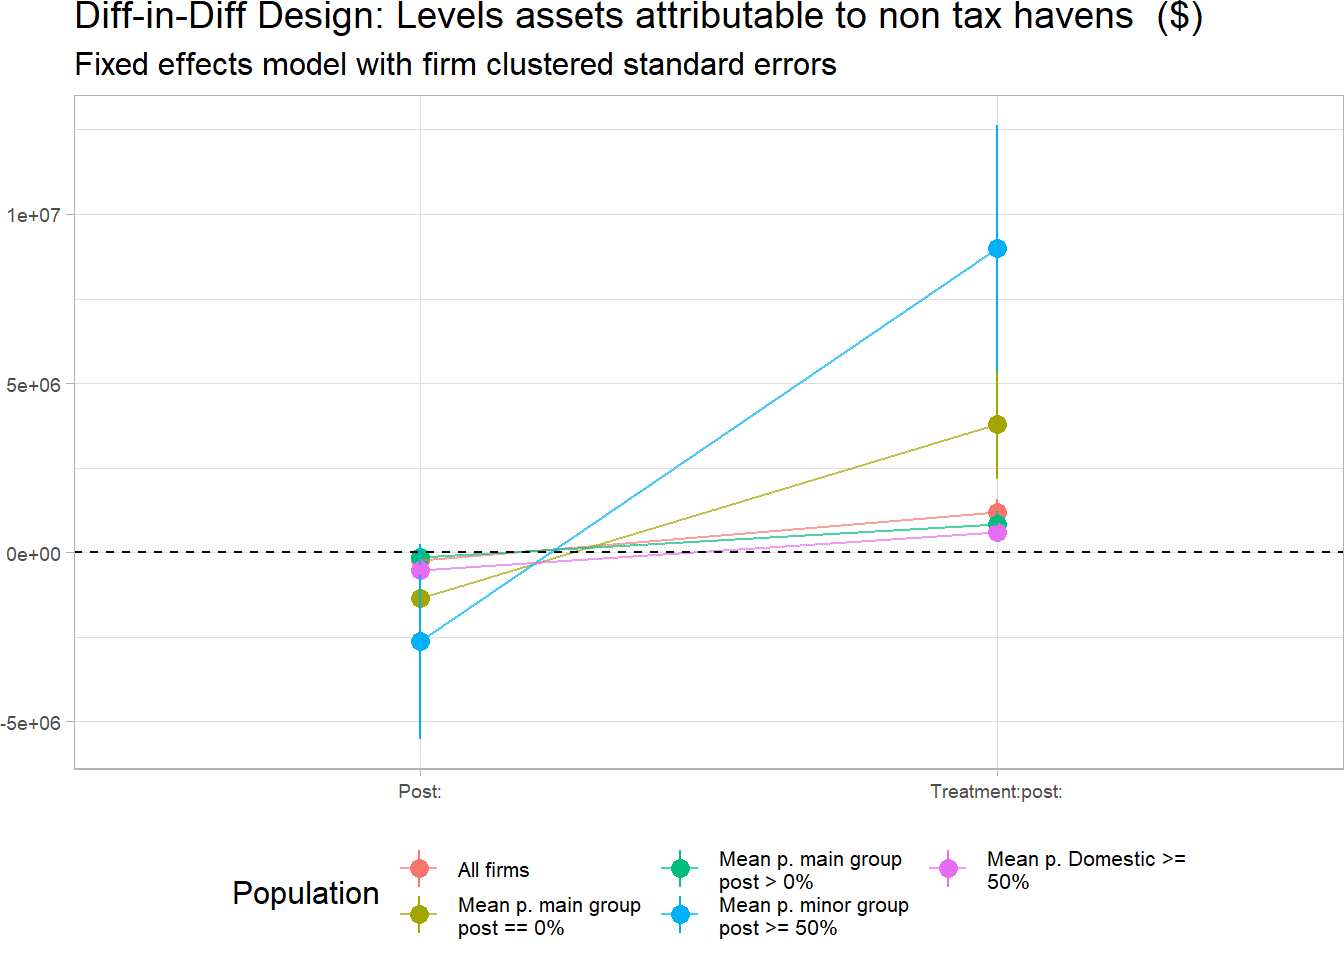 Diff-in-Diff Design: Levels assets attributable to non tax havens  ($)
Fixed effects model with firm clustered standard errors
1e+07
5e+06
0e+00
-5e+06
Post:
Treatment:post:
Population
All firms
Mean p. main group
post == 0%
Mean p. main group
post > 0%
Mean p. minor group
post >= 50%
Mean p. Domestic >=
50%